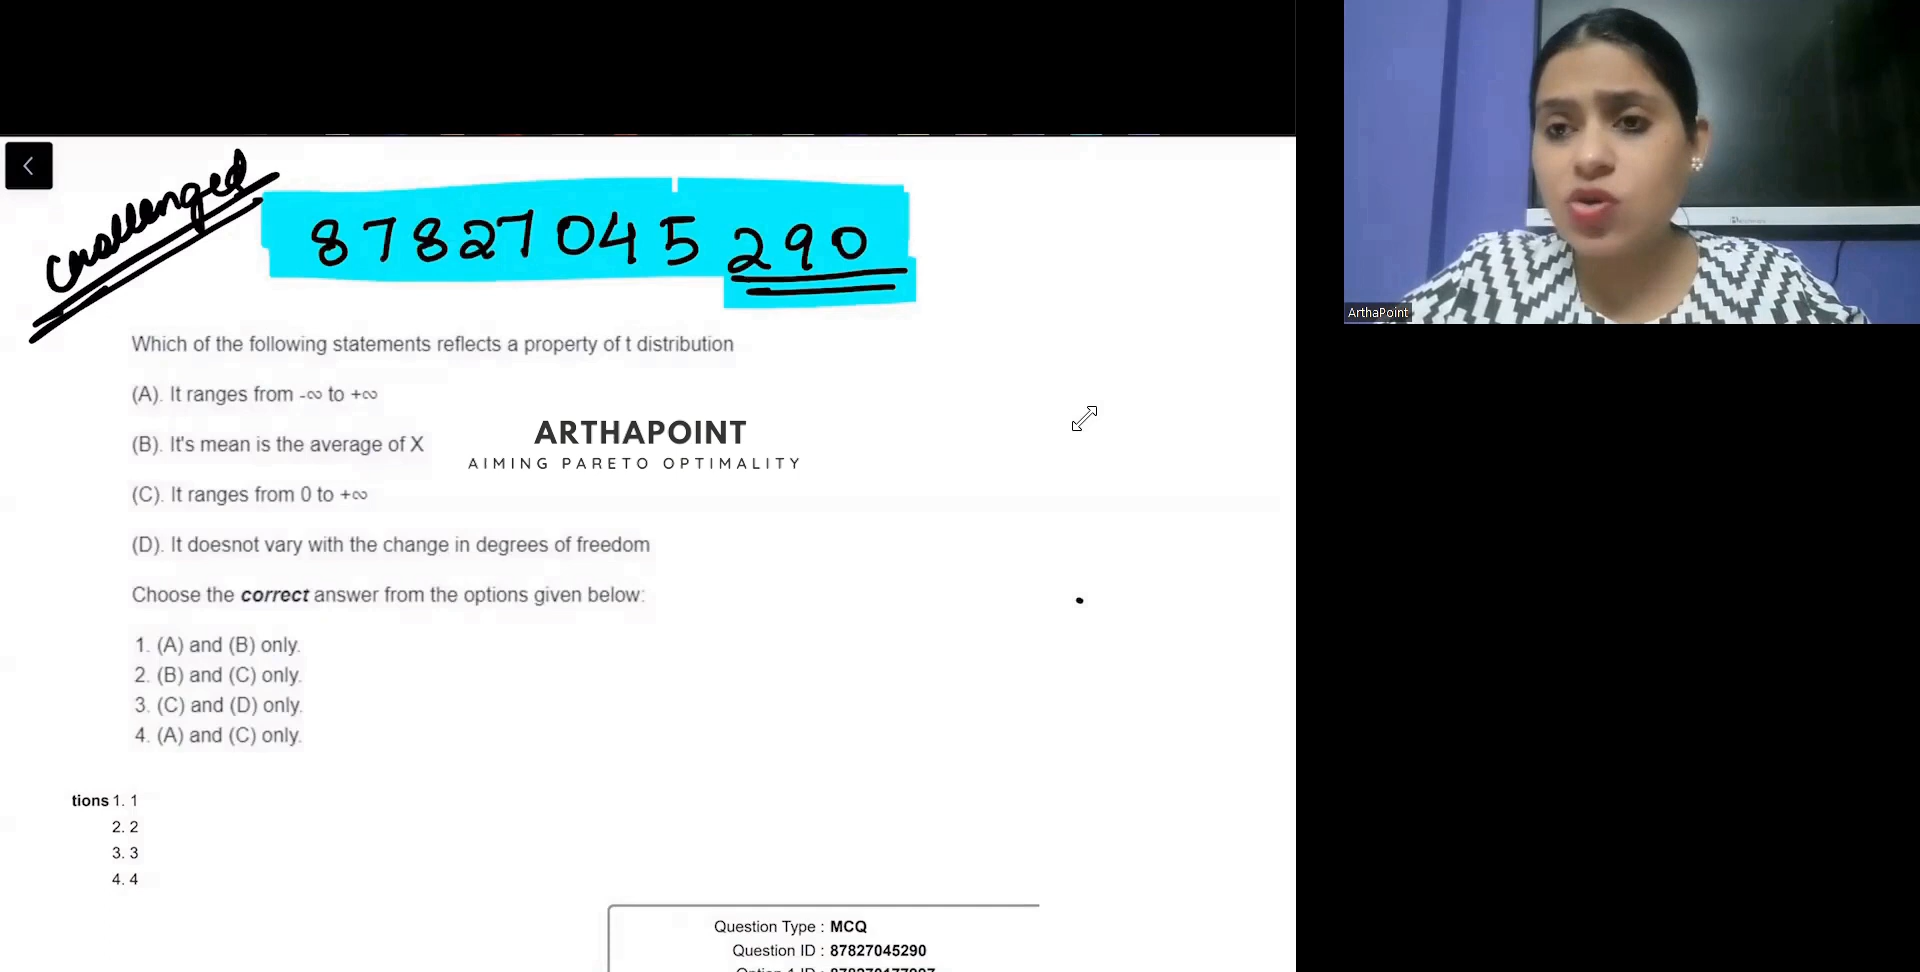 challenged
87827045290
Which of the following statements reflects a property of t distribution
(A). It ranges from -∞ to +∞
(B). It's mean is the average of X
ARTHAPOINT
AIMING PARETO OPTIMALITY
(C). It ranges from 0 to +∞
(D). It doesnot vary with the change in degrees of freedom
Choose the correct answer from the options given below:
1. (A) and (B) only.
2. (B) and (C) only.
3. (C) and (D) only.
4. (A) and (C) only.
tions 1. 1
2. 2
3. 3
4. 4
Question Type : MCQ
Question ID : 87827045290
ArthaPoint